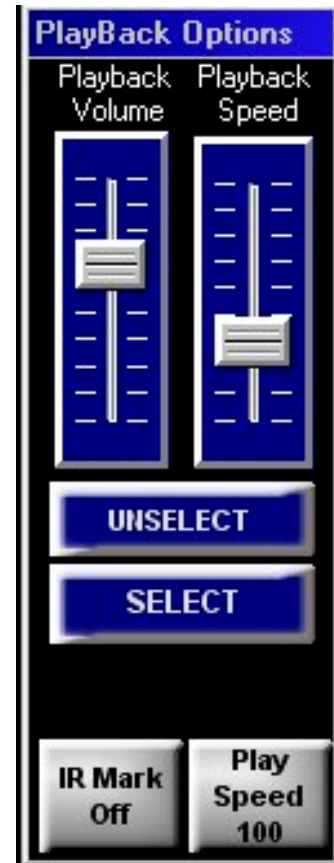 PlayBack Options
Playback Playback
Volume Speed
UNSELECT
SELECT
IR Mark
Off
Play
Speed
100